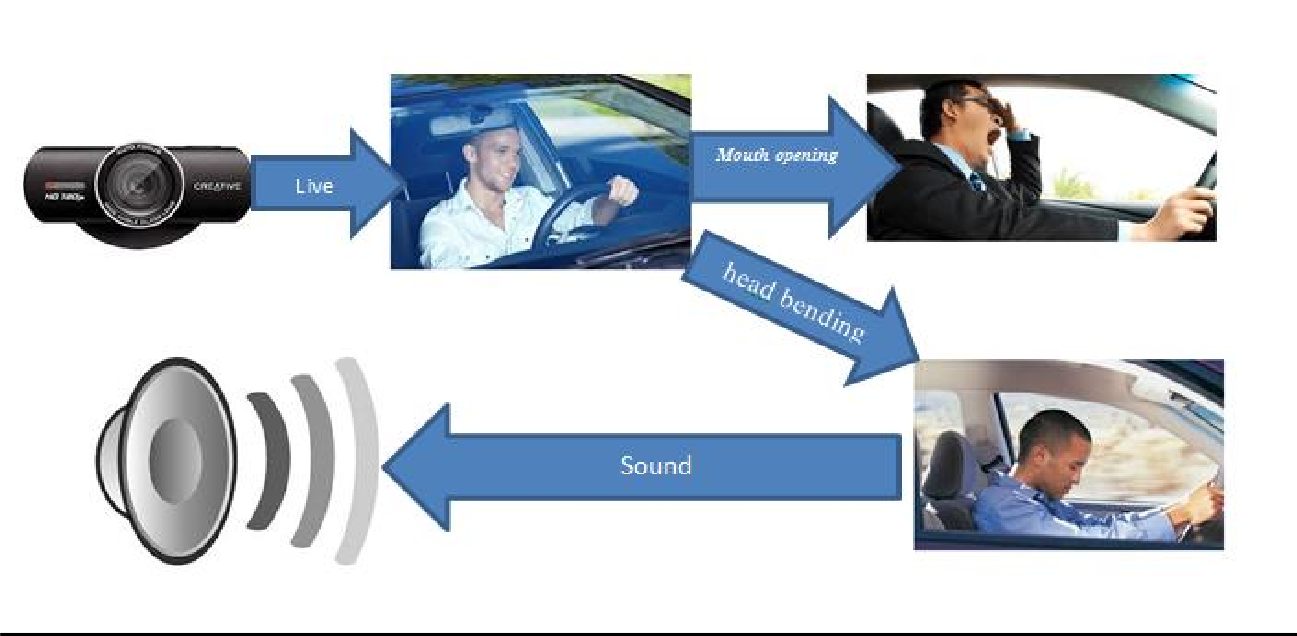 Live
Mouth opening
CREATIVE
head bending
Sound